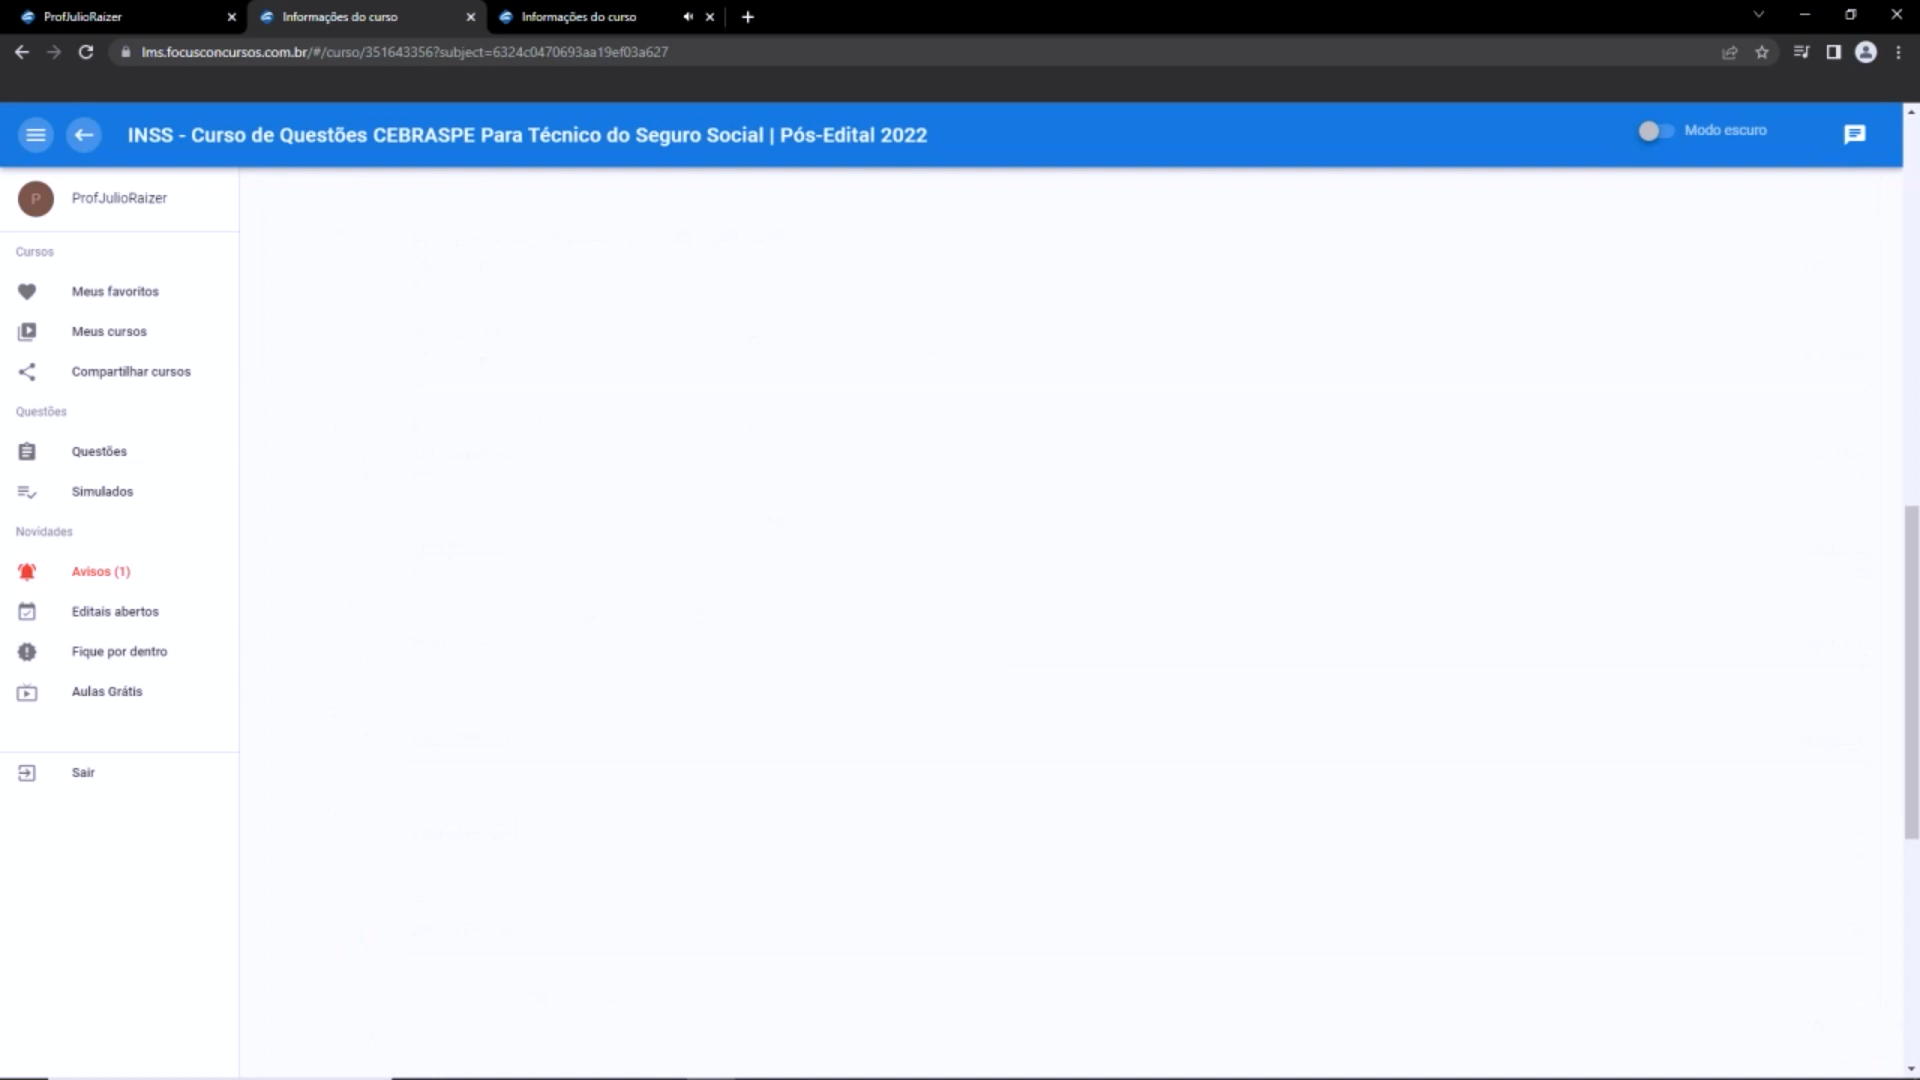 ProfJulioRaizer
Informações do curso
Informações do curso
lms.focusconcursos.com.br/#/curso/351643356?subject=6324c0470693aa19ef03a627
INSS - Curso de Questões CEBRASPE Para Técnico do Seguro Social | Pós-Edital 2022
Modo escuro
P
ProfJulioRaizer
Cursos
Meus favoritos
Meus cursos
Compartilhar cursos
Questões
Questões
Simulados
Novidades
Avisos (1)
Editais abertos
Fique por dentro
Aulas Grátis
Sair